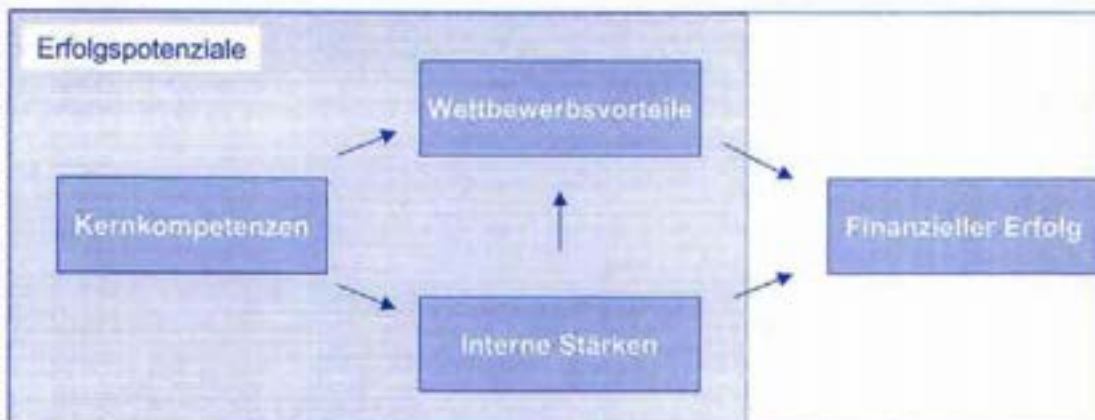 Erfolgspotenziale
Wettbewerbsvorteile
Kernkompetenzen
Finanzieller Erfolg
Interne Stärken